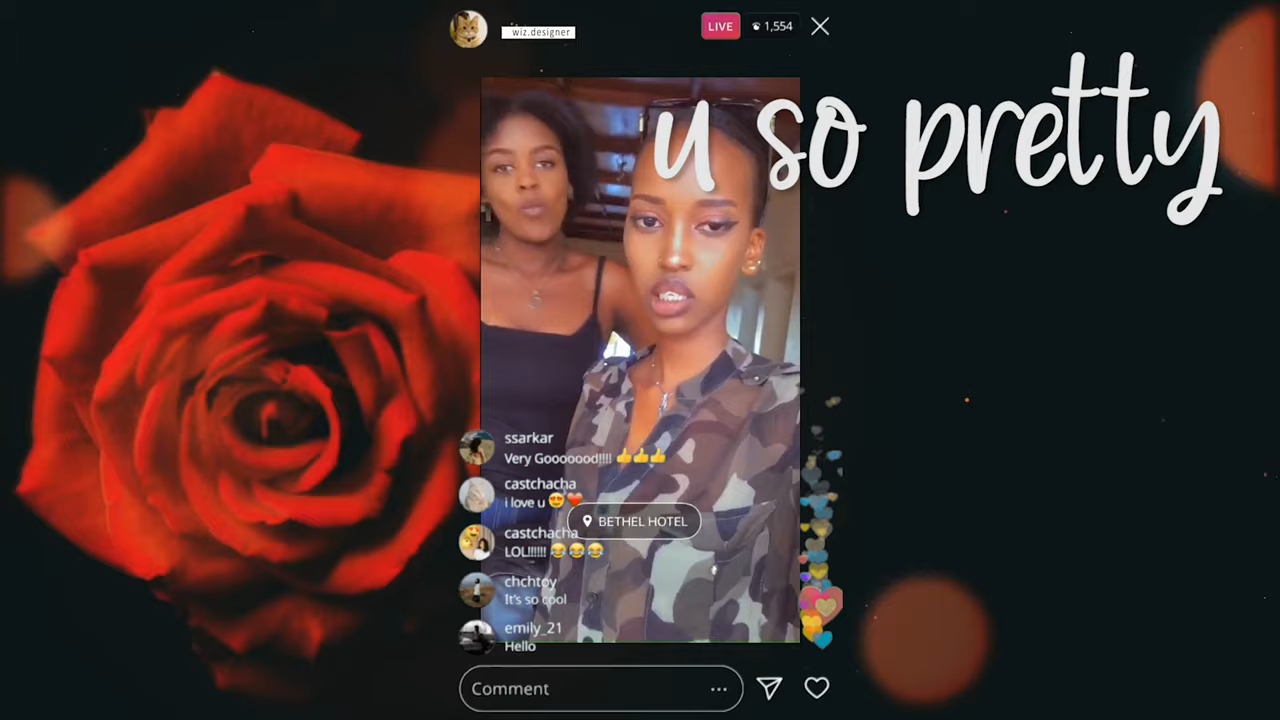 wiz.designer
LIVE
1,554
u so pretty
ssarkar
Very Gooooood!!!!
castchacha
i love u
BETHEL HOTEL
castchacha
LOL!!!!!!
chchtoy
It's so cool
emily_21
Hello
Comment